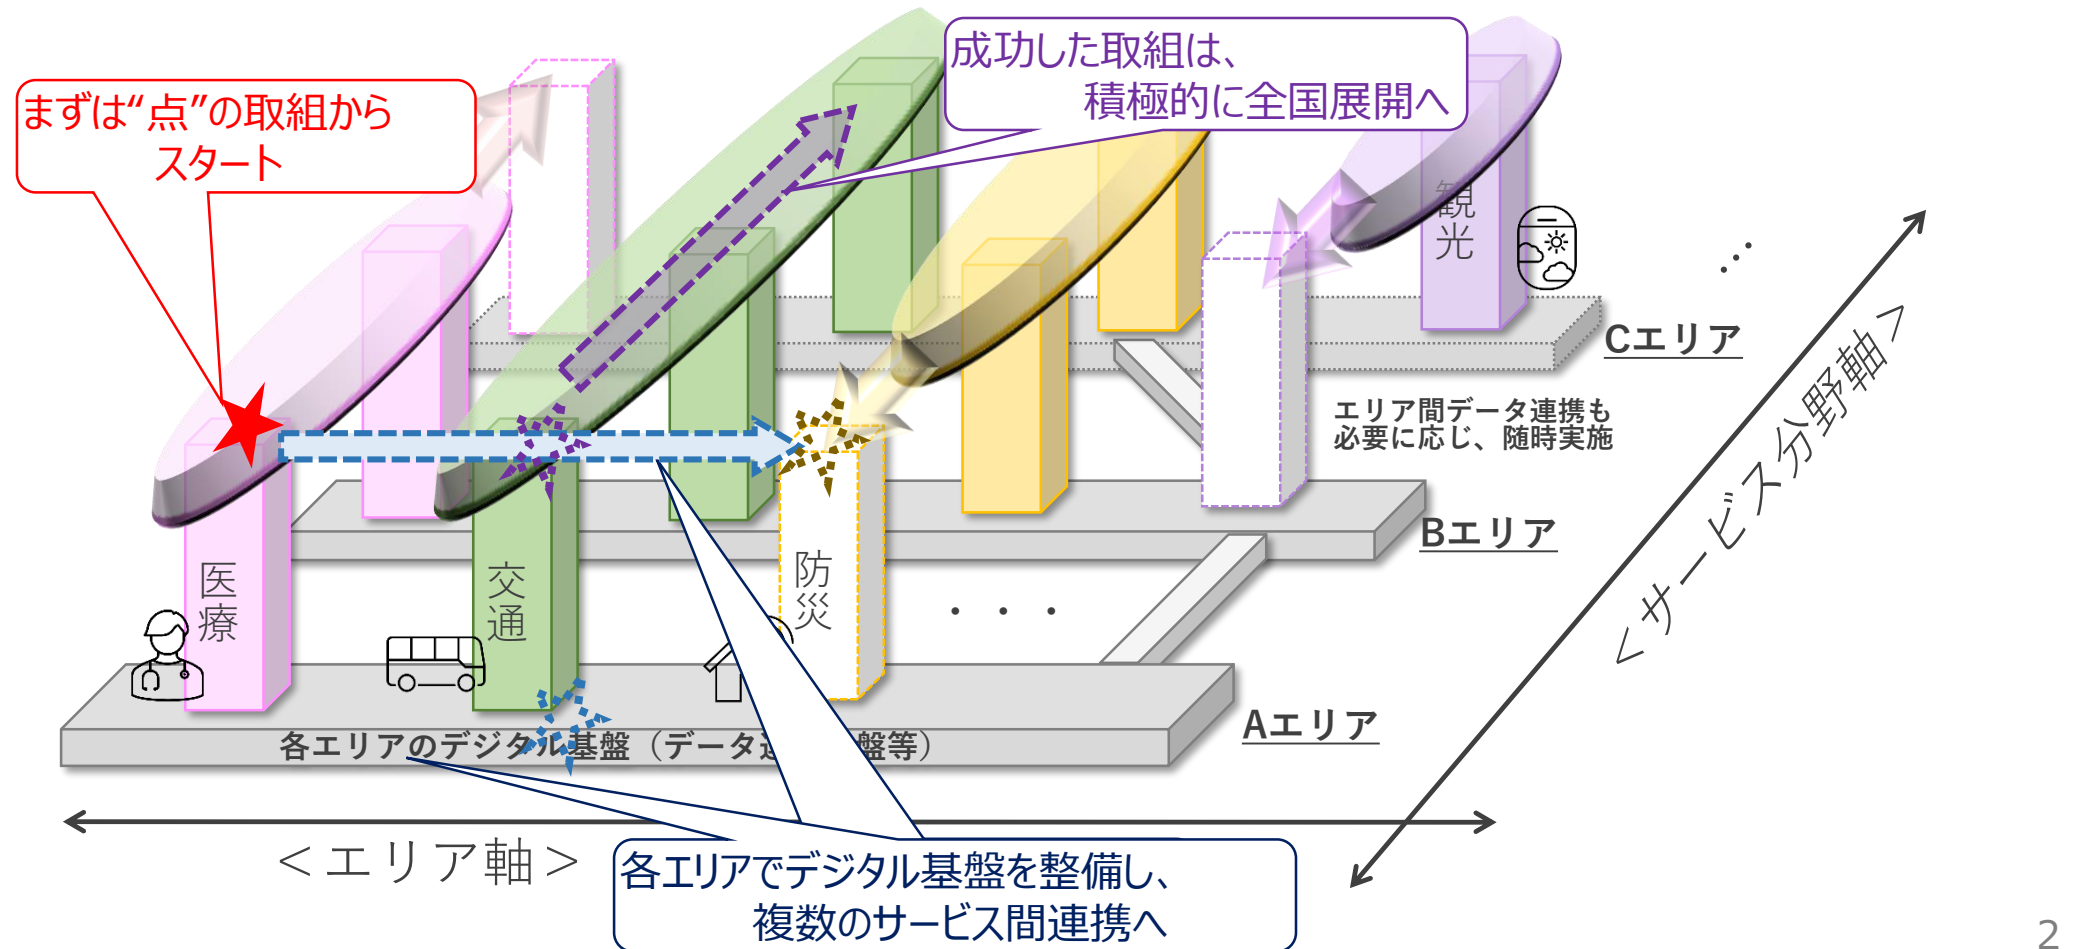 成功した取組は、
積極的に全国展開へ
まずは“点”の取組から
スタート
観光
・・・
Cエリア
エリア間データ連携も
必要に応じ、随時実施
<サービス分野軸>
Bエリア
医療
交通
防災
・・・
Aエリア
各エリアのデジタル基盤（データ連 盤等）
<エリア軸>
各エリアでデジタル基盤を整備し、
複数のサービス間連携へ
2